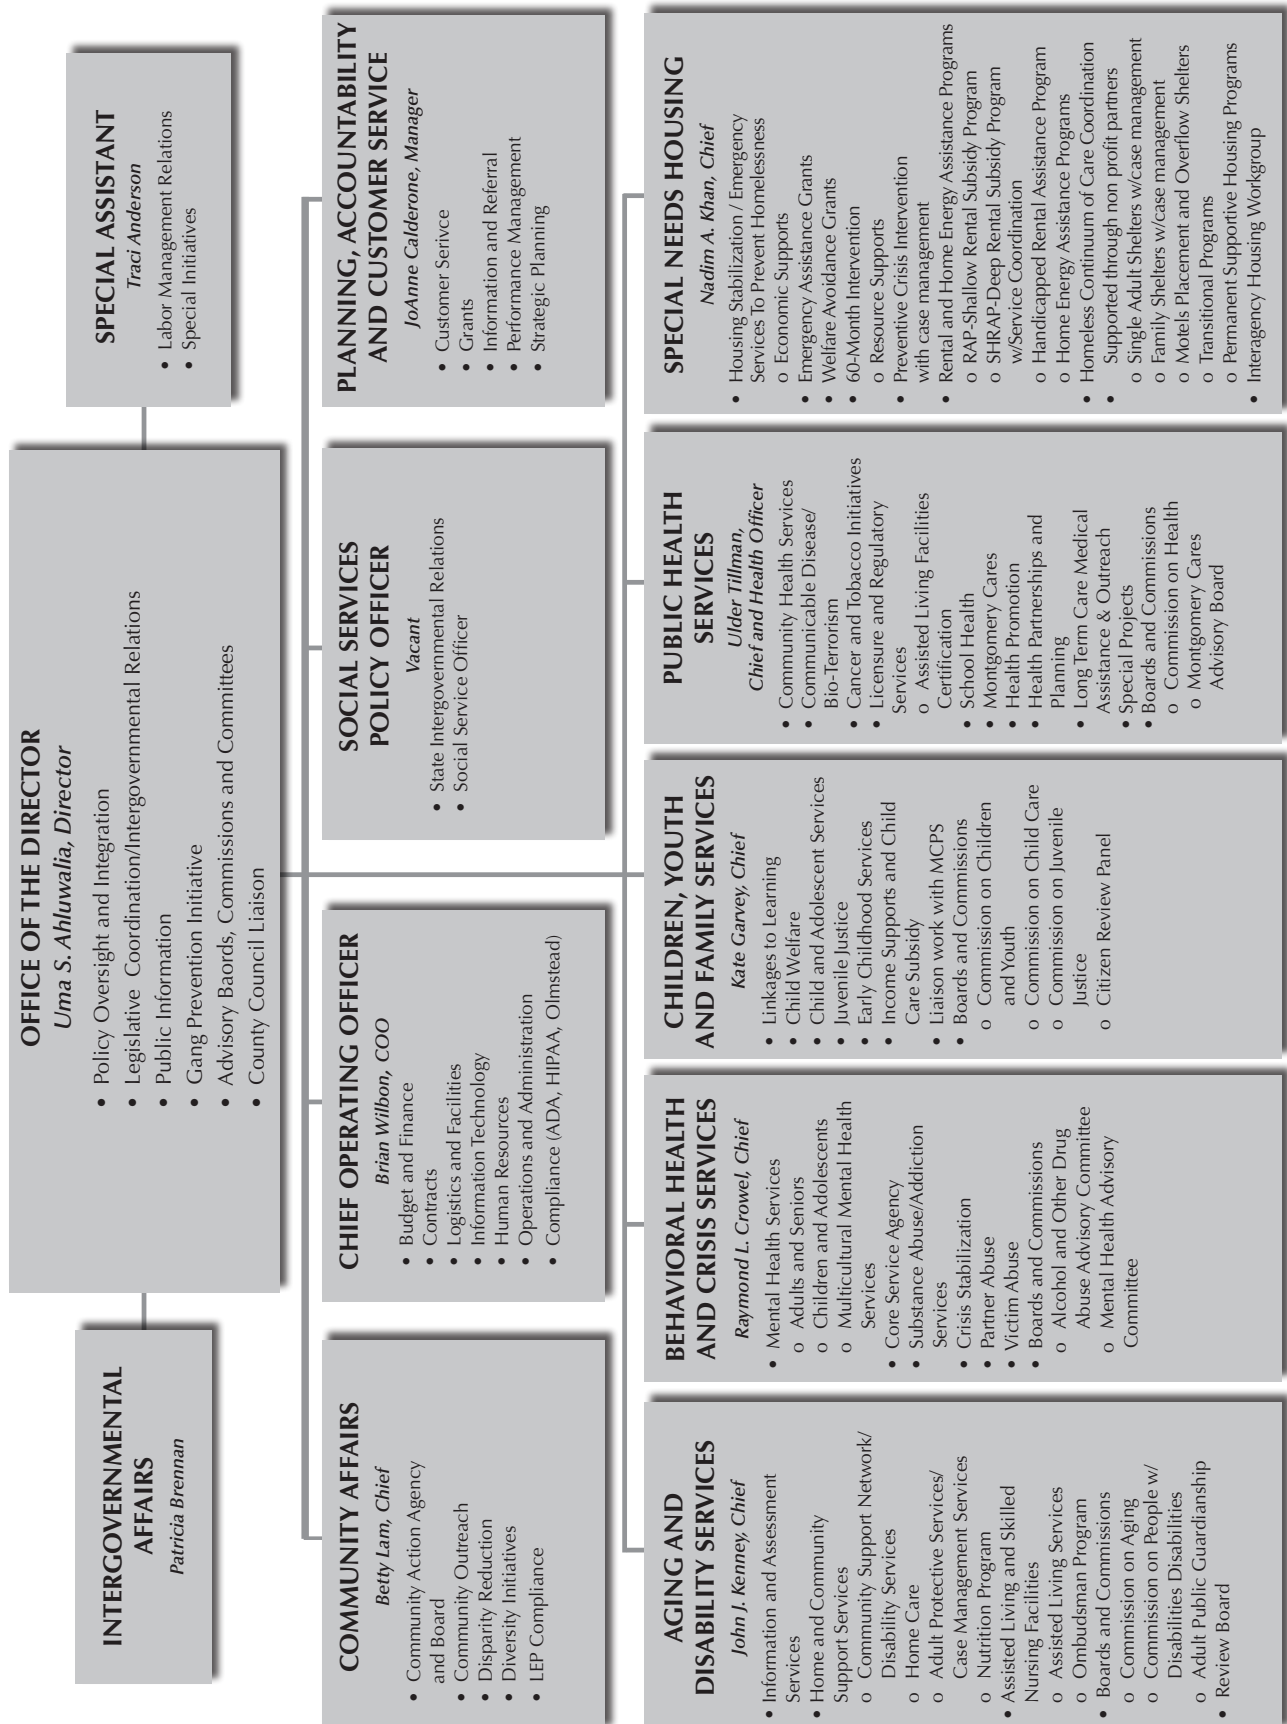 OFFICE OF THE DIRECTOR
Uma S. Ahluwalia, Director
• Policy Oversight and Integration
• Legislative Coordination/Intergovernmental Relations
• Public Information
• Gang Prevention Initiative
• Advisory Baords, Commissions and Committees
• County Council Liaison
INTERGOVERNMENTAL
AFFAIRS
Patricia Brennan
SPECIAL ASSISTANT
Traci Anderson
• Labor Management Relations
• Special Initiatives
COMMUNITY AFFAIRS
Betty Lam, Chief
• Community Action Agency
and Board
• Community Outreach
• Disparity Reduction
• Diversity Initiatives
• LEP Compliance
CHIEF OPERATING OFFICER
Brian Wilbon, COO
• Budget and Finance
• Contracts
• Logistics and Facilities
• Information Technology
• Human Resources
• Operations and Administration
• Compliance (ADA, HIPAA, Olmstead)
SOCIAL SERVICES
POLICY OFFICER
Vacant
• State Intergovernmental Relations
• Social Service Officer
PLANNING, ACCOUNTABILITY
AND CUSTOMER SERVICE
JoAnne Calderone, Manager
• Customer Serivce
• Grants
• Information and Referral
• Performance Management
• Strategic Planning
AGING AND
DISABILITY SERVICES
John J. Kenney, Chief
• Information and Assessment
Services
• Home and Community
Support Services
o Community Support Network/
Disability Services
o Home Care
o Adult Protective Services/
Case Management Services
o Nutrition Program
• Assisted Living and Skilled
Nursing Facilities
o Assisted Living Services
o Ombudsman Program
• Boards and Commissions
o Commission on Aging
o Commission on People w/
Disabilities Disabilities
o Adult Public Guardianship
• Review Board
BEHAVIORAL HEALTH
AND CRISIS SERVICES
Raymond L. Crowel, Chief
• Mental Health Services
o Adults and Seniors
o Children and Adolescents
o Multicultural Mental Health
Services
• Core Service Agency
• Substance Abuse/Addiction
Services
• Crisis Stabilization
• Partner Abuse
• Victim Abuse
• Boards and Commissions
o Alcohol and Other Drug
Abuse Advisory Committee
o Mental Health Advisory
Committee
CHILDREN, YOUTH
AND FAMILY SERVICES
Kate Garvey, Chief
• Linkages to Learning
• Child Welfare
• Child and Adolescent Services
• Juvenile Justice
• Early Childhood Services
• Income Supports and Child
Care Subsidy
• Liaison work with MCPS
• Boards and Commissions
o Commission on Children
and Youth
o Commission on Child Care
o Commission on Juvenile
Justice
o Citizen Review Panel
PUBLIC HEALTH
SERVICES
Ulder Tillman,
Chief and Health Officer
• Community Health Services
• Communicable Disease/
Bio-Terrorism
• Cancer and Tobacco Initiatives
• Licensure and Regulatory
Services
o Assisted Living Facilities
Certification
• School Health
• Montgomery Cares
• Health Promotion
• Health Partnerships and
Planning
• Long Term Care Medical
Assistance & Outreach
• Special Projects
• Boards and Commissions
o Commission on Health
o Montgomery Cares
Advisory Board
SPECIAL NEEDS HOUSING
Nadim A. Khan, Chief
• Housing Stabilization / Emergency
Services To Prevent Homelessness
o Economic Supports
• Emergency Assistance Grants
• Welfare Avoidance Grants
• 60-Month Intervention
o Resource Supports
• Preventive Crisis Intervention
with case management
• Rental and Home Energy Assistance Programs
o RAP-Shallow Rental Subsidy Program
o SHRAP-Deep Rental Subsidy Program
w/Service Coordination
o Handicapped Rental Assistance Program
o Home Energy Assistance Programs
• Homeless Continuum of Care Coordination
• Supported through non profit partners
o Single Adult Shelters w/case management
o Family Shelters w/case management
o Motels Placement and Overflow Shelters
o Transitional Programs
o Permanent Supportive Housing Programs
• Interagency Housing Workgroup